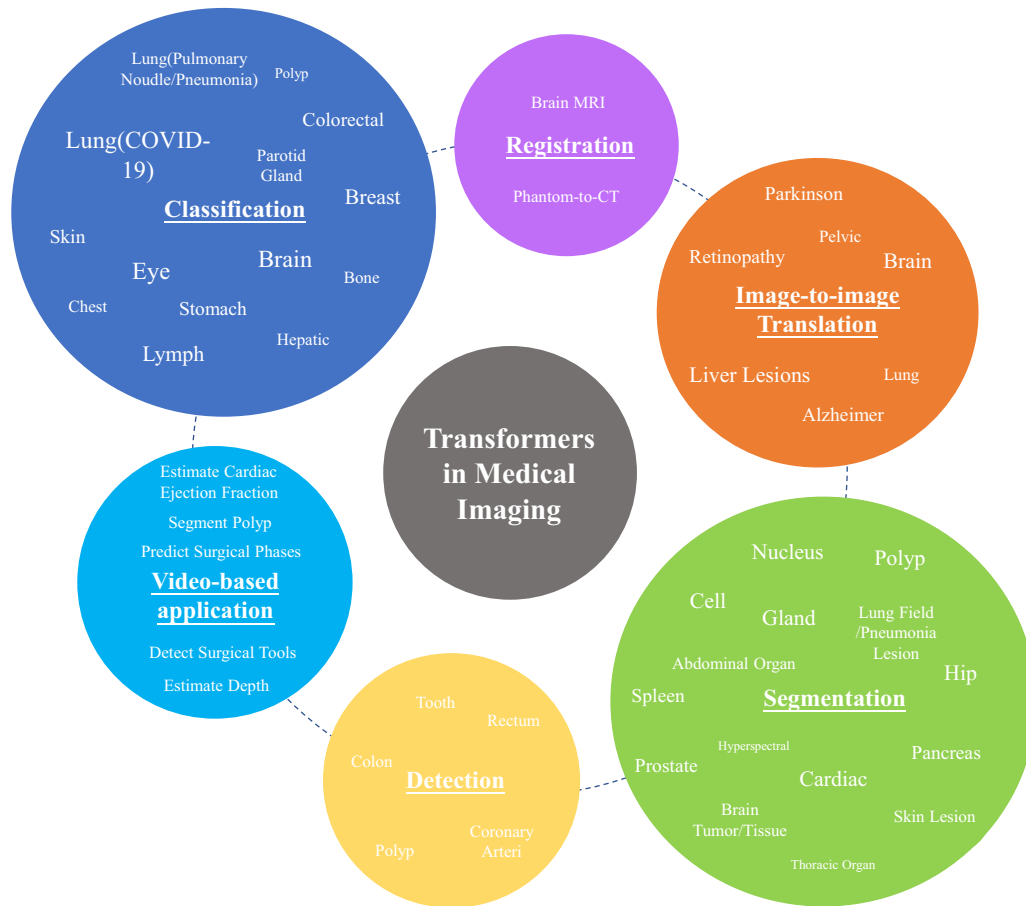 Lung(Pulmonary
Noudle/Pneumonia)
Polyp
Colorectal
Lung(COVID-
19)
Parotid
Gland
Breast
Classification
Skin
Eye
Brain
Bone
Chest
Stomach
Hepatic
Lymph
Brain MRI
Registration
Phantom-to-CT
Parkinson
Pelvic
Retinopathy
Brain
Image-to-image
Translation
Liver Lesions
Lung
Alzheimer
Transformers
in Medical
Imaging
Estimate Cardiac
Ejection Fraction
Segment Polyp
Predict Surgical Phases
Video-based
application
Detect Surgical Tools
Estimate Depth
Tooth
Rectum
Colon
Detection
Polyp
Coronary
Arteri
Nucleus
Polyp
Cell
Gland
Lung Field
/Pneumonia
Lesion
Abdominal Organ
Hip
Spleen
Segmentation
Hyperspectral
Pancreas
Prostate
Cardiac
Brain
Tumor/Tissue
Skin Lesion
Thoracic Organ